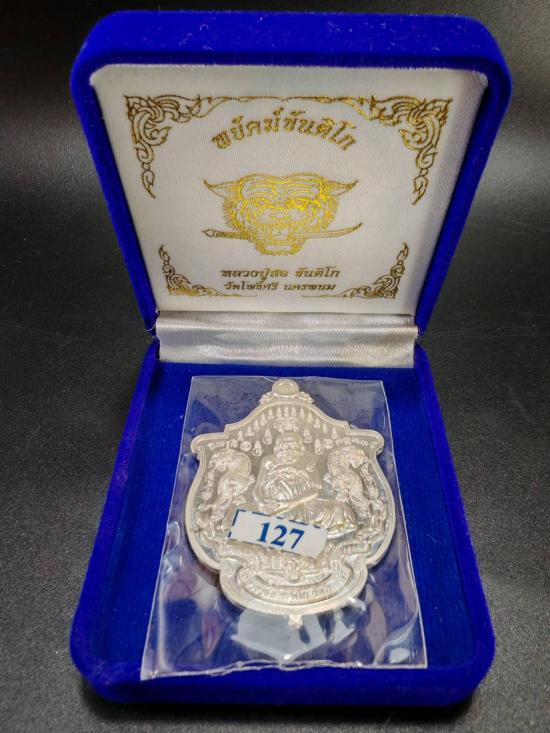 พยัคฆ์ขันติโก
หลวงปู่สอ ขันติโก
วัดโพธิ์ศรี นครพนม
127